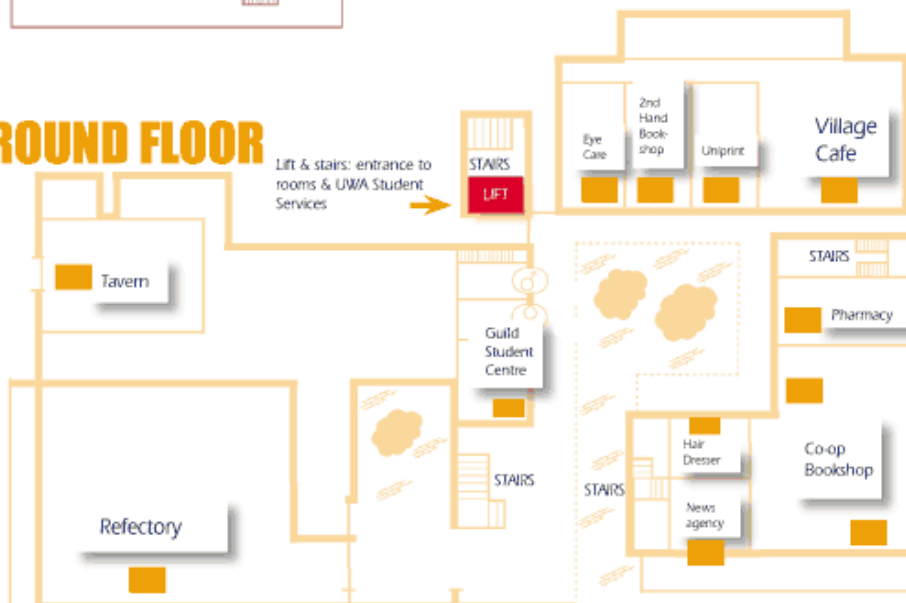 ROUND FLOOR
Lift & stairs: entrance to
rooms & UWA Student
Services
STAIRS
LIFT
Eye
Care
2nd
Hand
Book-
shop
Uniprint
Village
Cafe
Tavern
STAIRS
Pharmacy
Guild
Student
Centre
Hair
Dresser
Co-op
Bookshop
STAIRS
STAIRS
News
agency
Refectory